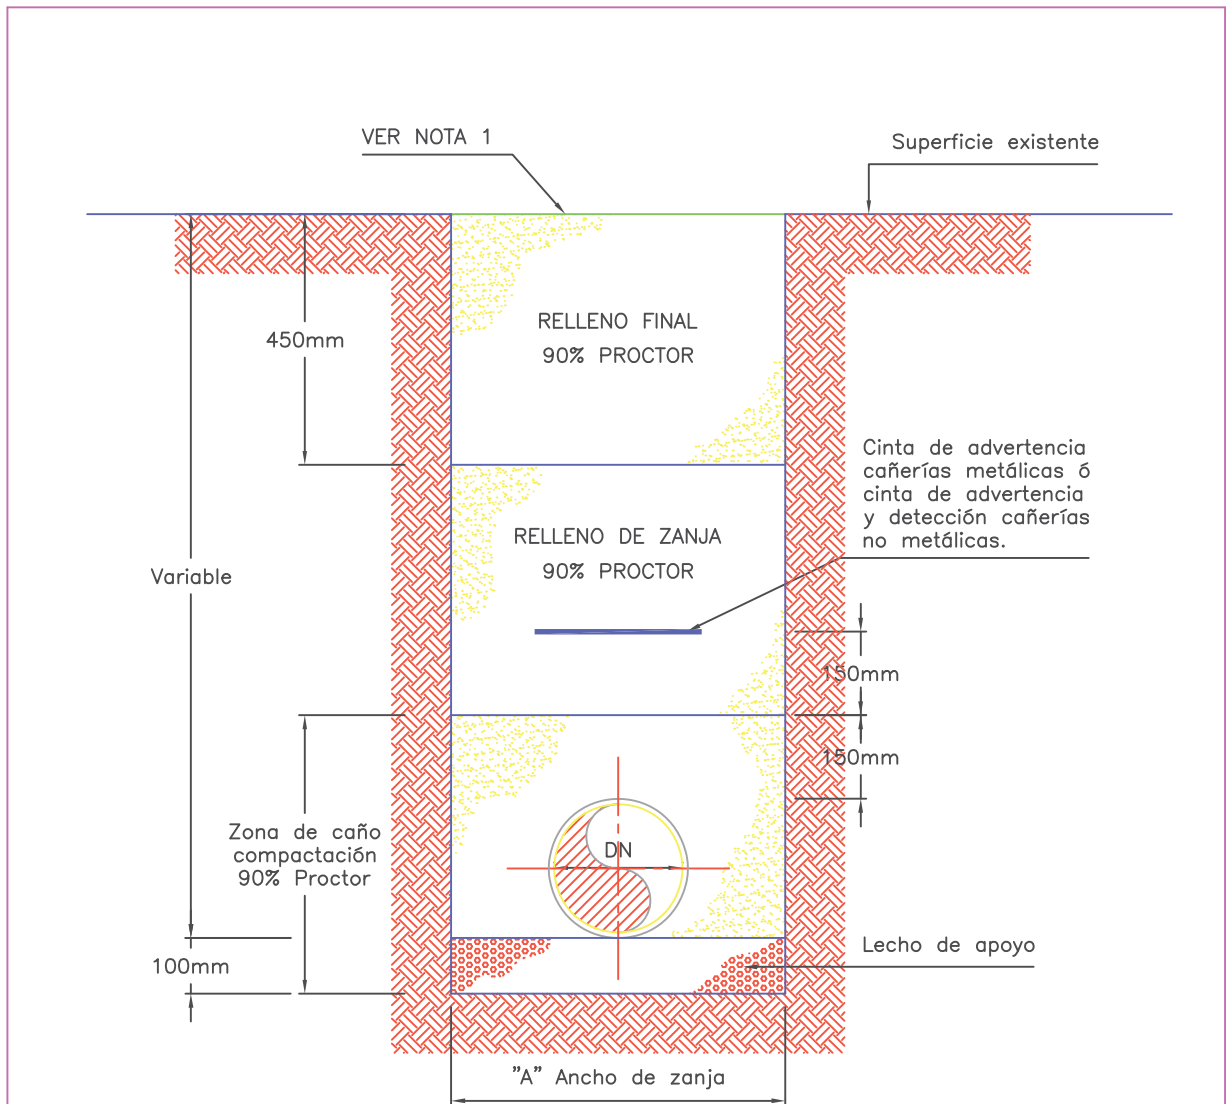 VER NOTA 1
Superficie existente
RELLENO FINAL
90% PROCTOR
450mm
Cinta de advertencia
cañerías metálicas ó
cinta de advertencia
y detección cañerías
no metálicas.
RELLENO DE ZANJA
90% PROCTOR
Variable
150mm
150mm
Zona de caño
compactación
90% Proctor
DN
Lecho de apoyo
100mm
"A" Ancho de zanja